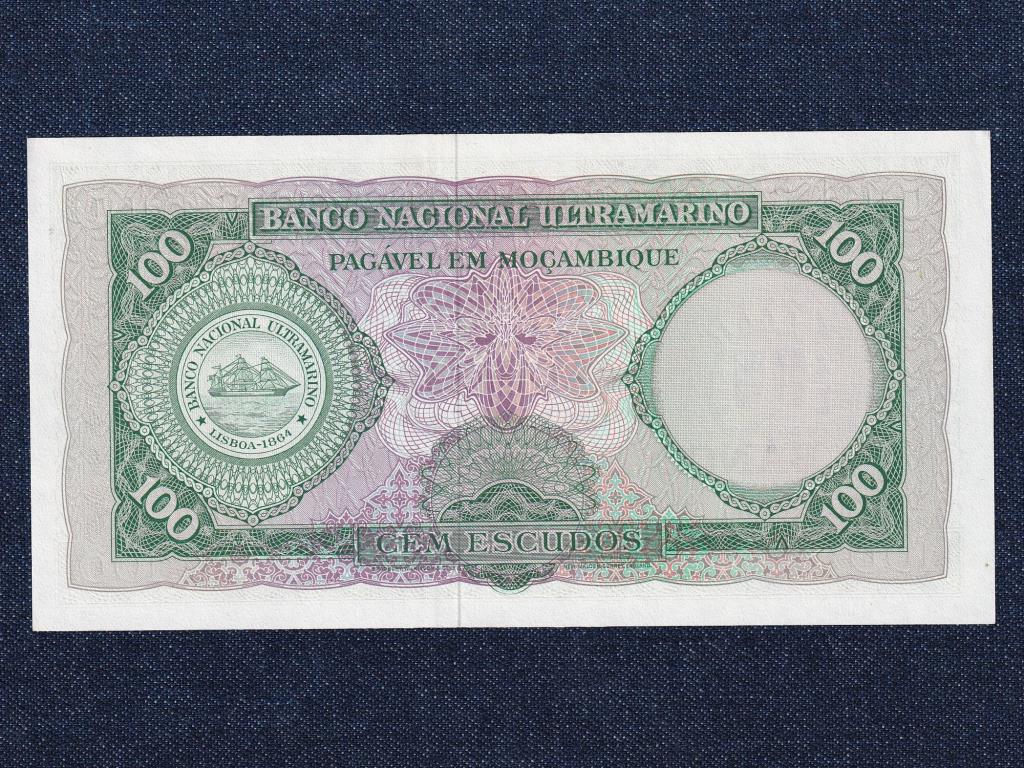 BANCO NACIONAL ULTRAMARINO
PAGÁVEL EM MOÇAMBIQUE
100
100
BANCO NACIONAL ULTRAMARINO
★ LISBOA-1864 ★
100
100
CEM ESCUDOS